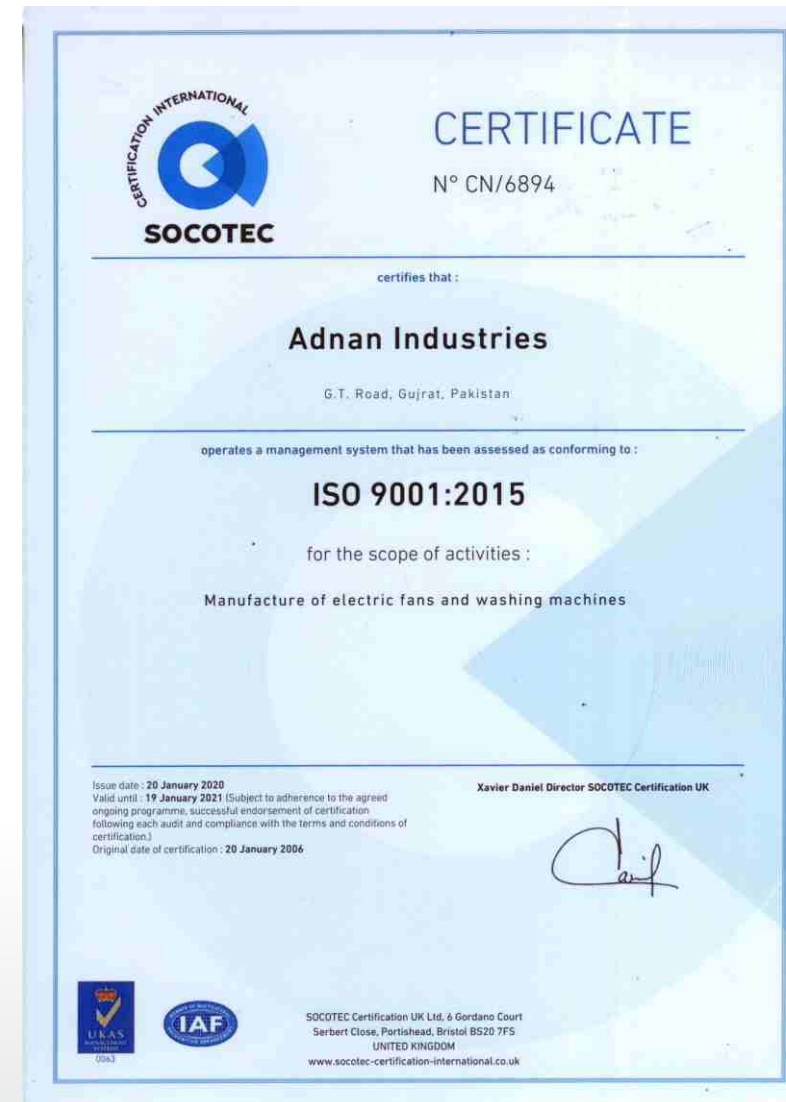 CERTIFICATION INTERNATIONAL
SOCOTEC
CERTIFICATE
N° CN/6894
certifies that :
Adnan Industries
G.T. Road, Gujrat, Pakistan
operates a management system that has been assessed as conforming to :
ISO 9001:2015
for the scope of activities :
Manufacture of electric fans and washing machines
Issue date : 20 January 2020
Valid until : 19 January 2021 (Subject to adherence to the agreed
ongoing programme, successful endorsement of certification
following each audit and compliance with the terms and conditions of
certification.)
Original date of certification : 20 January 2006
Xavier Daniel Director SOCOTEC Certification UK
UKAS
MANAGEMENT
SYSTEMS
0063
IAF
SOCOTEC Certification UK Ltd, 6 Gordano Court
Serbert Close, Portishead, Bristol BS20 7FS
UNITED KINGDOM
www.socotec-certification-international.co.uk